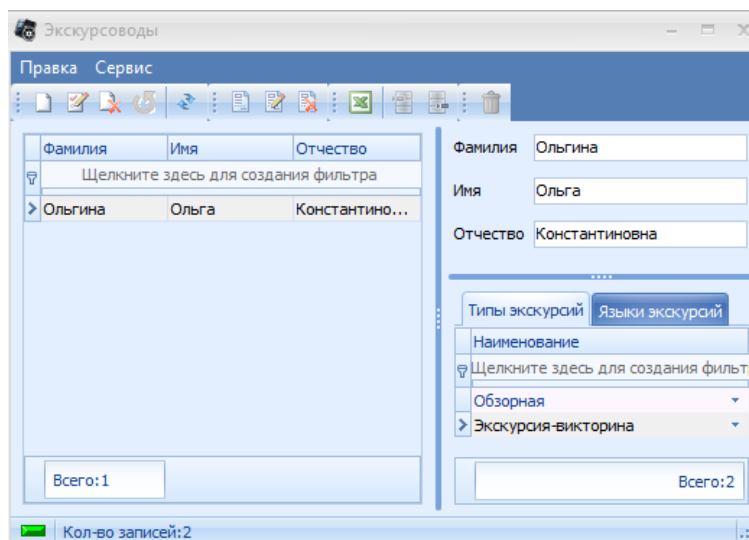 Экскурсоводы
Правка Сервис
Фамилия Имя Отчество
Щелкните здесь для создания фильтра
Ольгина Ольга Константино...
Всего:1
Фамилия Ольгина
Имя Ольга
Отчество Константиновна
Типы экскурсий Языки экскурсий
Наименование
Щелкните здесь для создания фильт
Обзорная
Экскурсия-викторина
Всего:2
Кол-во записей:2